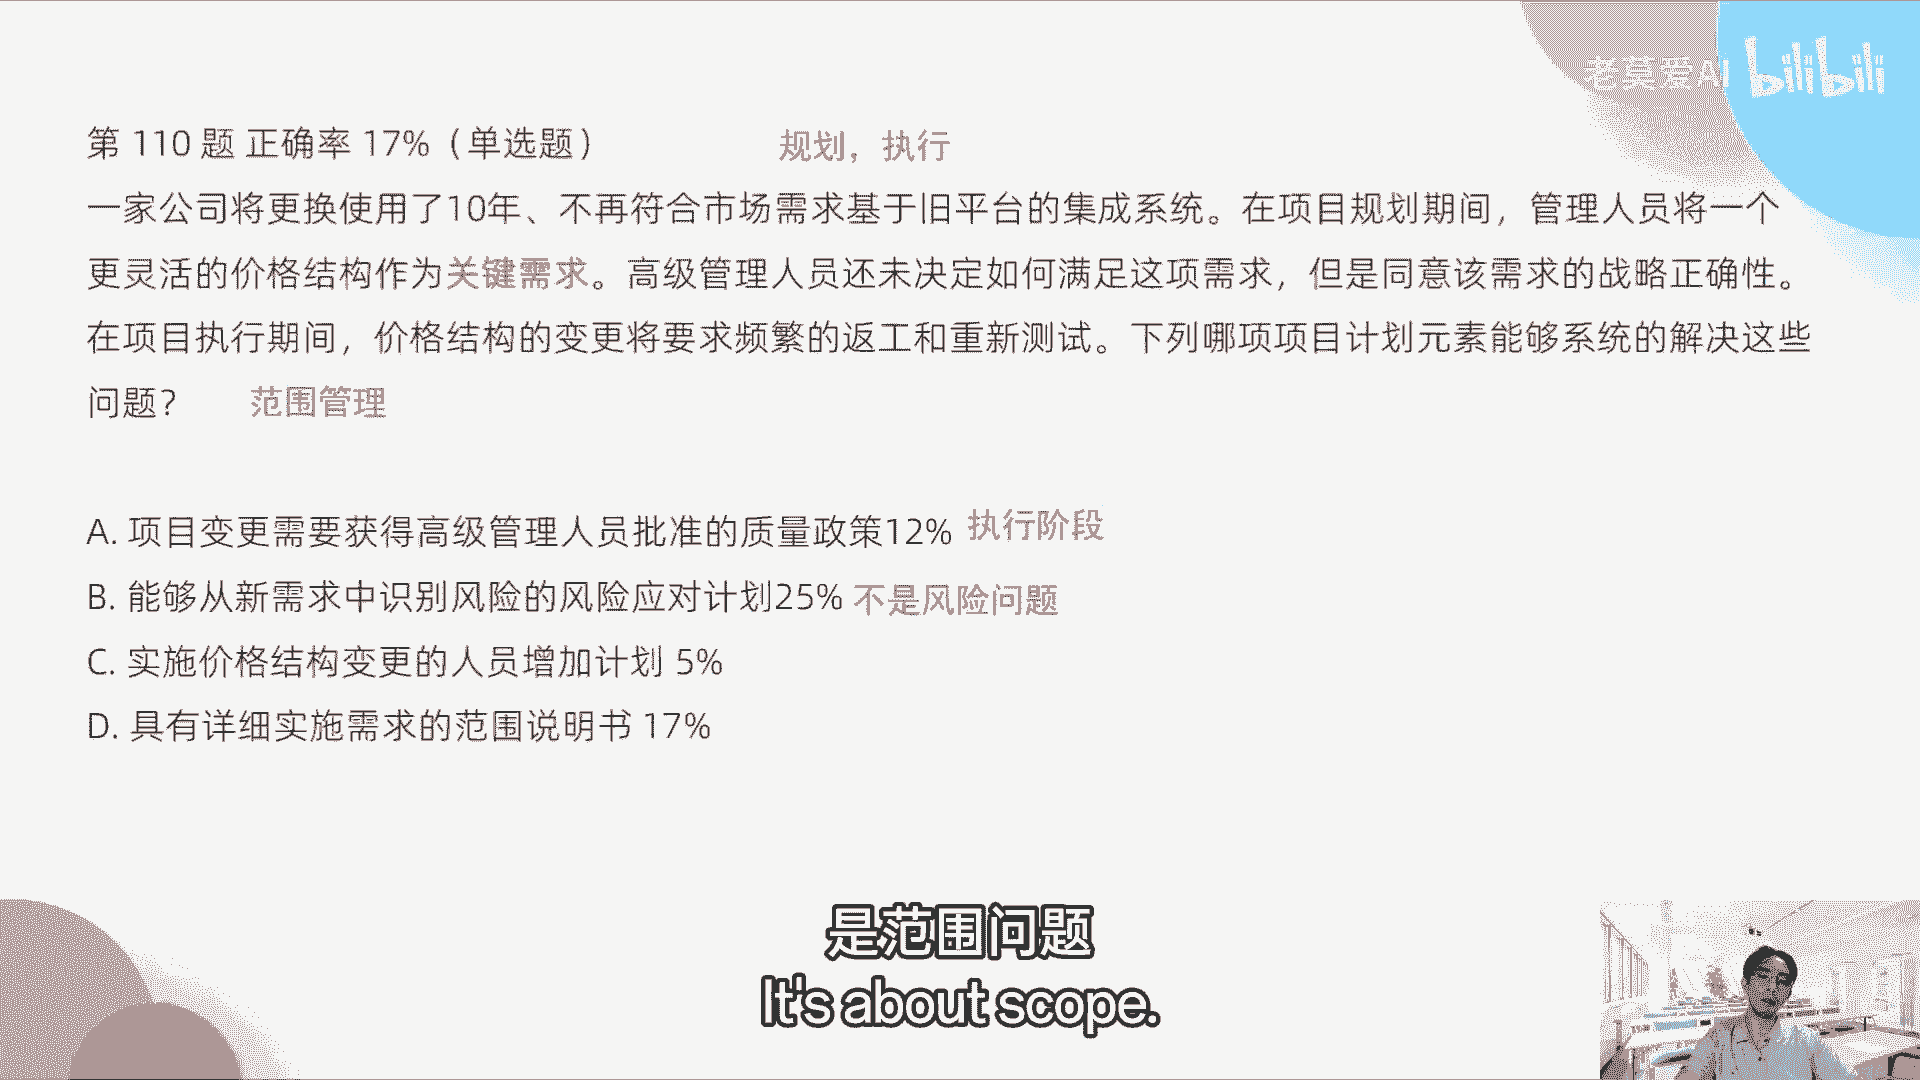 老莫爱AI bilibili
第 110 题 正确率 17%（单选题） 规划，执行
一家公司将更换使用了10年、不再符合市场需求基于旧平台的集成系统。在项目规划期间，管理人员将一个
更灵活的价格结构作为关键需求。高级管理人员还未决定如何满足这项需求，但是同意该需求的战略正确性。
在项目执行期间，价格结构的变更将要求频繁的返工和重新测试。下列哪项项目计划元素能够系统的解决这些
问题？ 范围管理
A. 项目变更需要获得高级管理人员批准的质量政策12% 执行阶段
B. 能够从新需求中识别风险的风险应对计划25% 不是风险问题
C. 实施价格结构变更的人员增加计划 5%
D. 具有详细实施需求的范围说明书 17%
是范围问题
It's about scope.